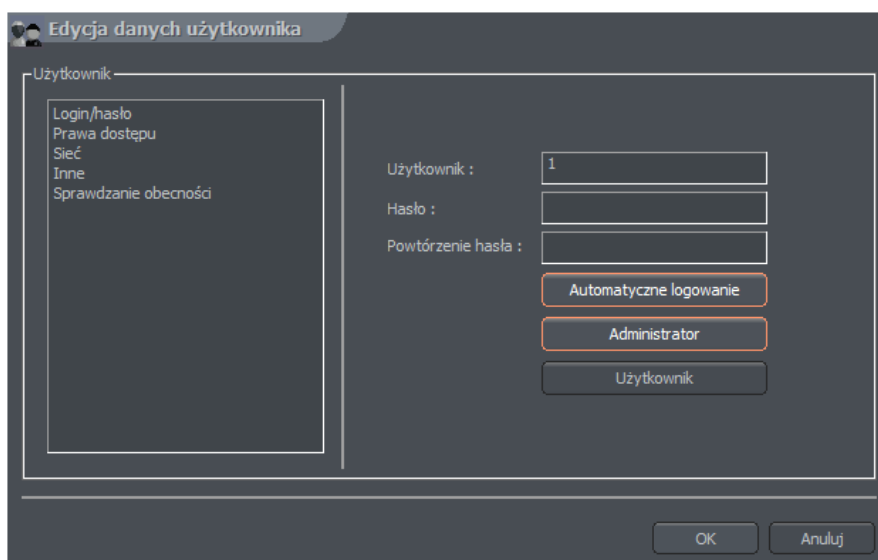 Edycja danych użytkownika
Użytkownik
Login/hasło
Prawa dostępu
Sieć
Inne
Sprawdzanie obecności
Użytkownik : 1
Hasło :
Powtórzenie hasła :
Automatyczne logowanie
Administrator
Użytkownik
OK Anuluj